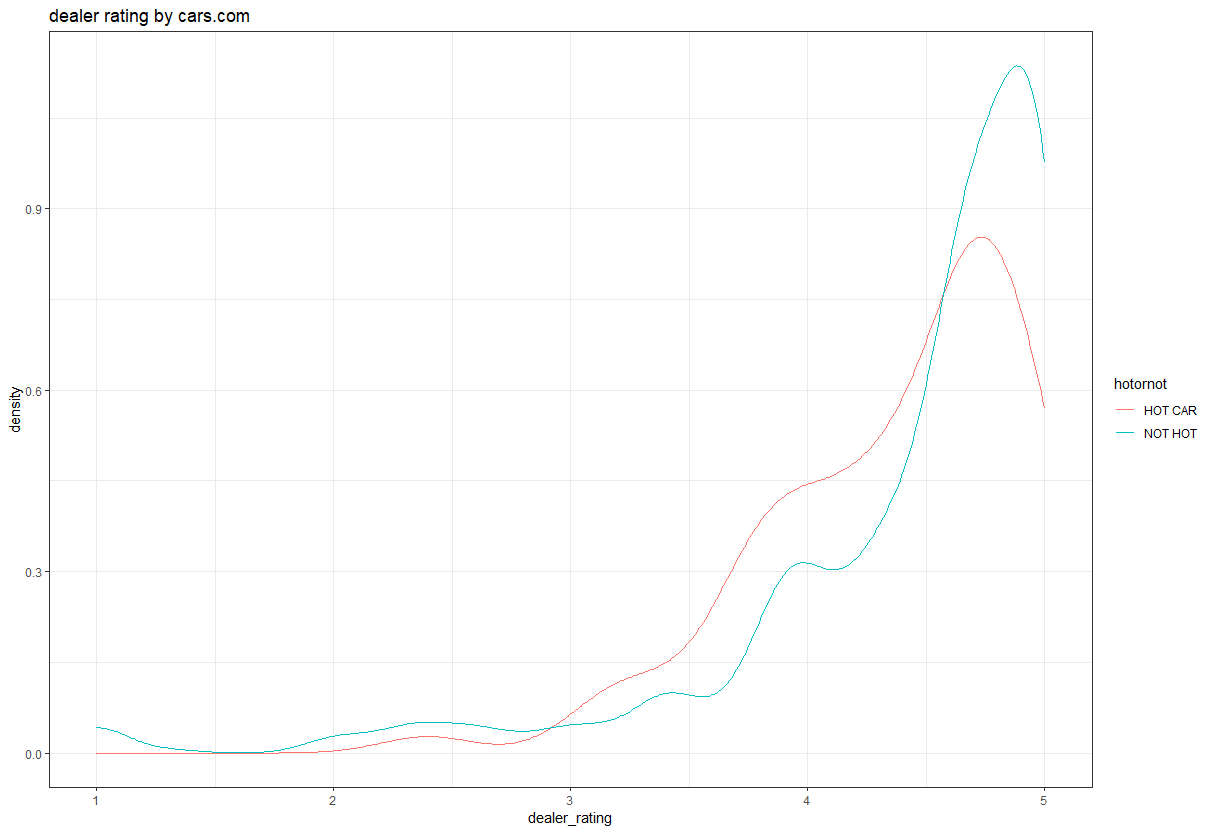 dealer rating by cars.com
density
0.9
0.6
0.3
0.0
1 2 3 4 5
dealer_rating
hotornot
HOT CAR
NOT HOT